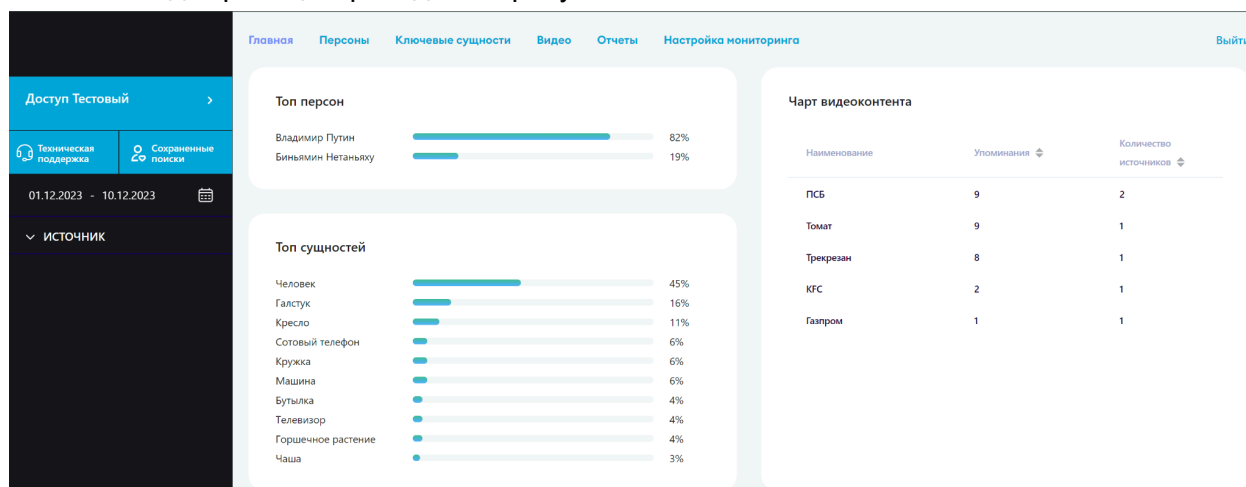 Главная Персоны Ключевые сущности Видео Отчеты Настройка мониторинга Выйти
Доступ Тестовый
Техническая поддержка
Сохраненные поиски
01.12.2023 - 10.12.2023
ИСТОЧНИК
Топ персон
Владимир Путин 82%
Биньямин Нетаньяху 19%
Топ сущностей
Человек 45%
Галстук 16%
Кресло 11%
Сотовый телефон 6%
Кружка 6%
Машина 6%
Бутылка 4%
Телевизор 4%
Горшечное растение 4%
Чаша 3%
Чарт видеоконтента
Наименование Упоминания Количество источников
ПСБ 9 2
Томат 9 1
Трекрезан 8 1
KFC 2 1
Газпром 1 1